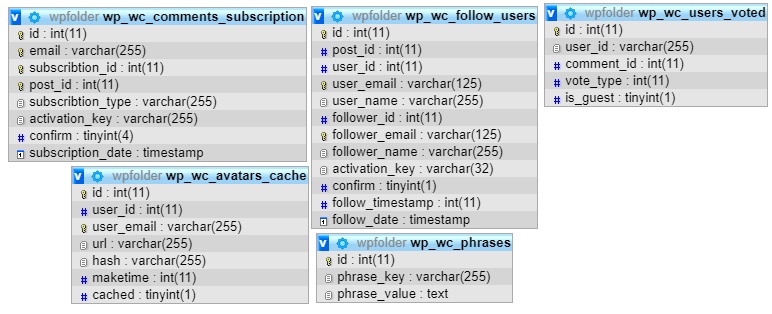 wpfolder wp_wc_comments_subscription
id : int(11)
email : varchar(255)
subscribtion_id : int(11)
post_id : int(11)
subscribtion_type : varchar(255)
activation_key : varchar(255)
confirm : tinyint(4)
subscription_date : timestamp
wpfolder wp_wc_avatars_cache
id : int(11)
user_id : int(11)
user_email : varchar(255)
url : varchar(255)
hash : varchar(255)
maketime : int(11)
cached : tinyint(1)
wpfolder wp_wc_follow_users
id : int(11)
post_id : int(11)
user_id : int(11)
user_email : varchar(125)
user_name : varchar(255)
follower_id : int(11)
follower_email : varchar(125)
follower_name : varchar(255)
activation_key : varchar(32)
confirm : tinyint(1)
follow_timestamp : int(11)
follow_date : timestamp
wpfolder wp_wc_phrases
id : int(11)
phrase_key : varchar(255)
phrase_value : text
wpfolder wp_wc_users_voted
id : int(11)
user_id : varchar(255)
comment_id : int(11)
vote_type : int(11)
is_guest : tinyint(1)